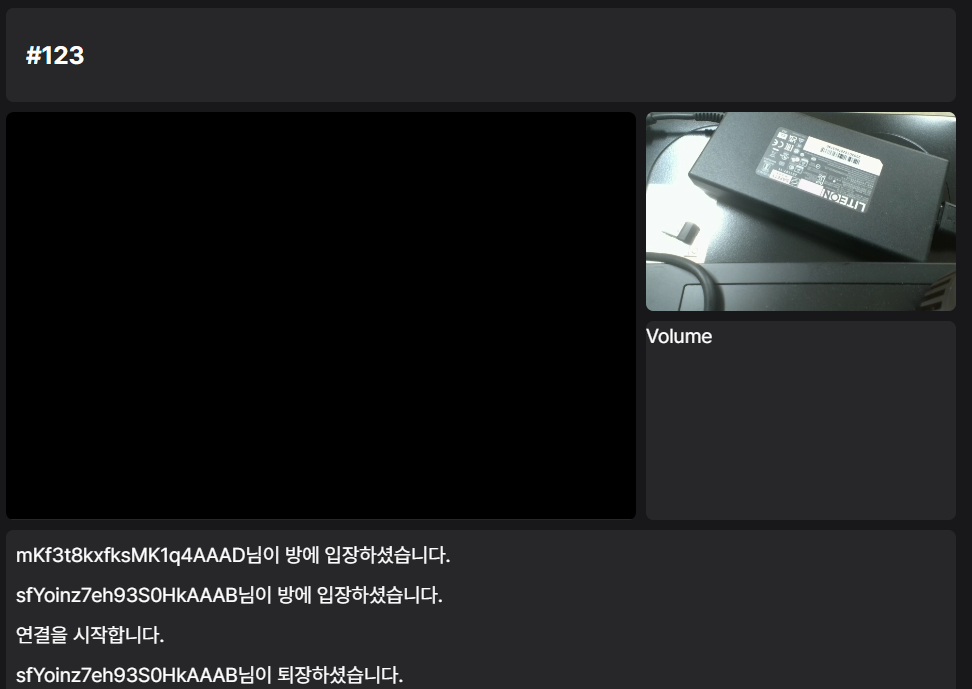 #123
LITEON
Volume
mKf3t8kxfksMK1q4AAAD님이 방에 입장하셨습니다.
sfYoinz7eh93S0HkAAAB님이 방에 입장하셨습니다.
연결을 시작합니다.
sfYoinz7eh93S0HkAAAB님이 퇴장하셨습니다.